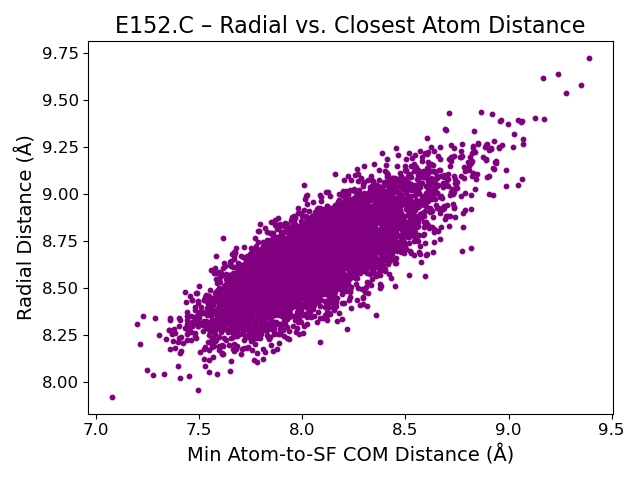 E152.C – Radial vs. Closest Atom Distance
Radial Distance (Å)
9.75
9.50
9.25
9.00
8.75
8.50
8.25
8.00
7.0 7.5 8.0 8.5 9.0 9.5
Min Atom-to-SF COM Distance (Å)